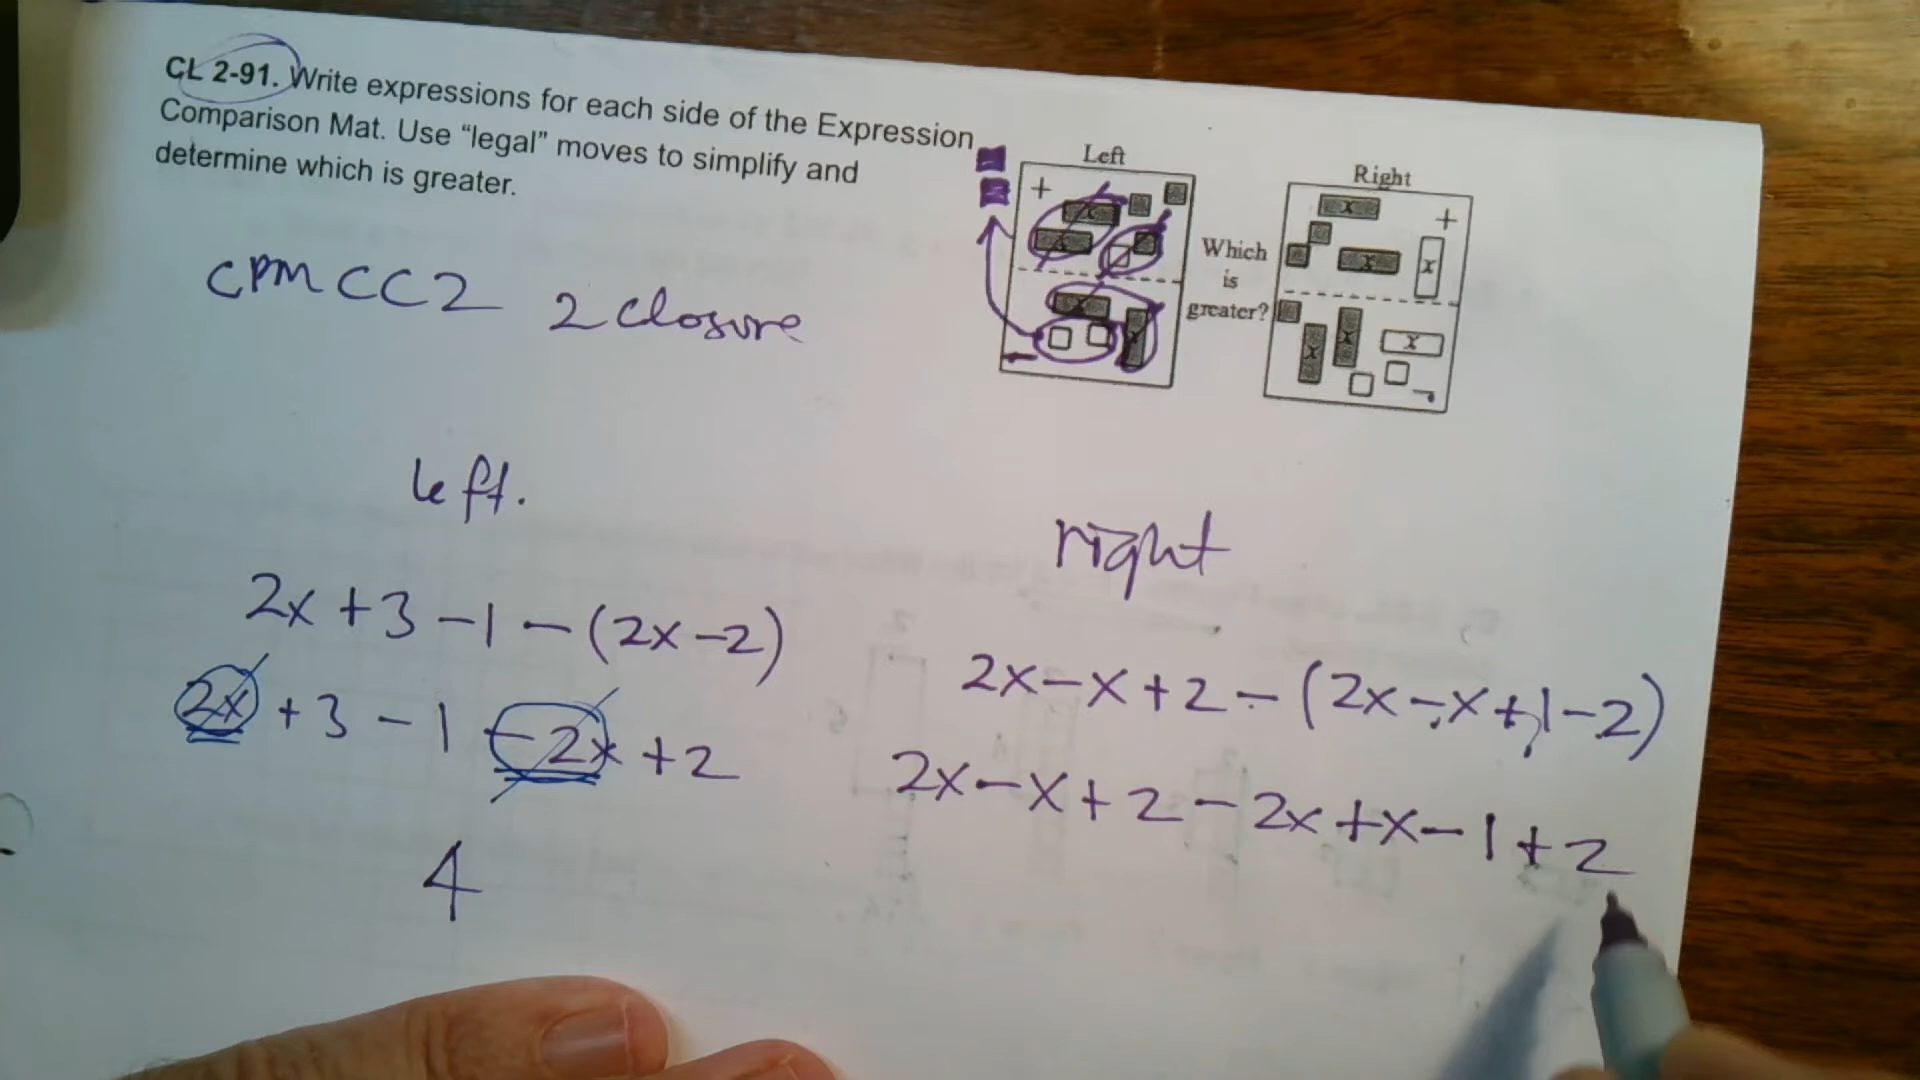 CL 2-91. Write expressions for each side of the Expression
Comparison Mat. Use “legal” moves to simplify and
determine which is greater.
Left
+
x
x
x
x
Which
is
greater?
Right
x
+
x
x
x
x
x
CPM CC2 2 closure
left.
2x + 3 - 1 - (2x - 2)
2x + 3 - 1 - 2x + 2
4
right
2x - x + 2 - (2x - x + 1 - 2)
2x - x + 2 - 2x + x - 1 + 2